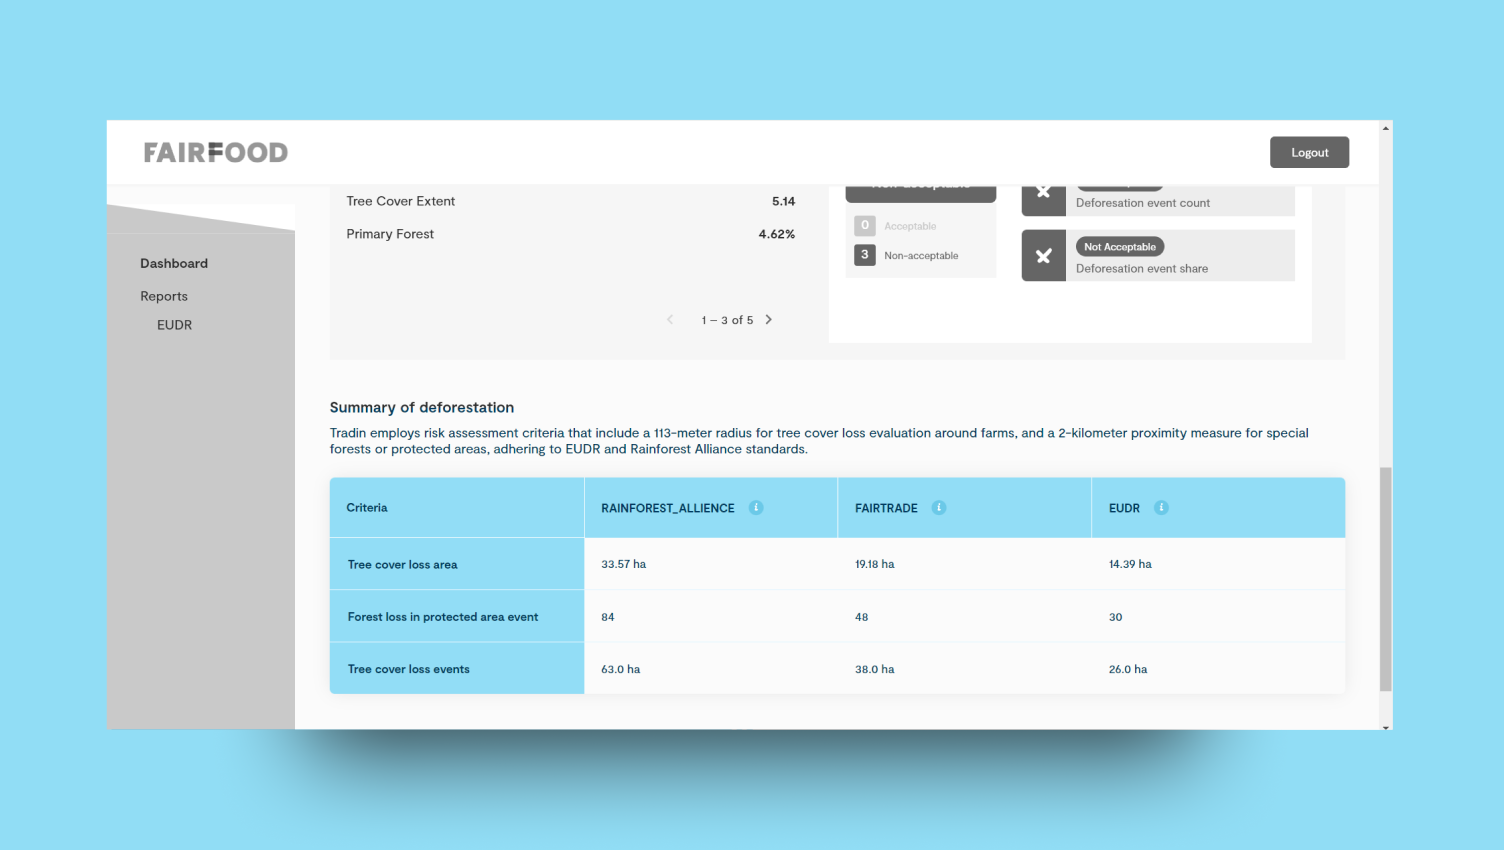 FAIRFOOD
Logout
Dashboard
Reports
EUDR
Tree Cover Extent 5.14
Primary Forest 4.62%
1 – 3 of 5
0 Acceptable
3 Non-acceptable
Deforesation event count
Not Acceptable
Deforesation event share
Summary of deforestation
Tradin employs risk assessment criteria that include a 113-meter radius for tree cover loss evaluation around farms, and a 2-kilometer proximity measure for special
forests or protected areas, adhering to EUDR and Rainforest Alliance standards.
Criteria RAINFOREST_ALLIENCE i FAIRTRADE i EUDR i
Tree cover loss area 33.57 ha 19.18 ha 14.39 ha
Forest loss in protected area event 84 48 30
Tree cover loss events 63.0 ha 38.0 ha 26.0 ha